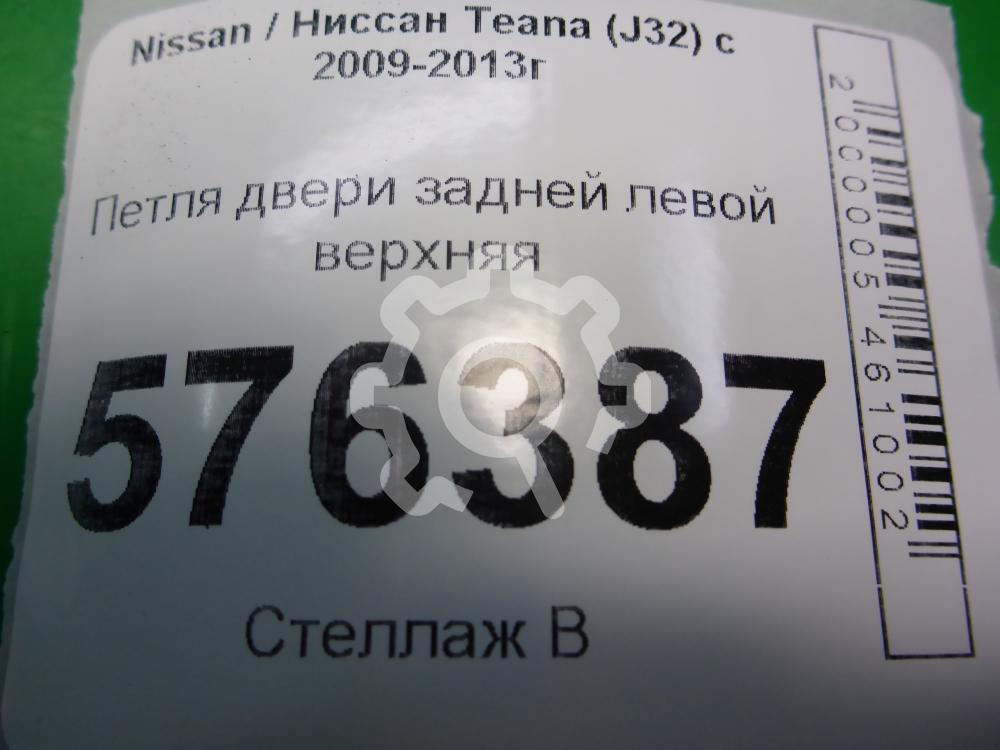 Nissan / Ниссан Teana (J32) с
2009-2013г
Петля двери задней левой
верхняя
576387
Стеллаж В
2000005461002